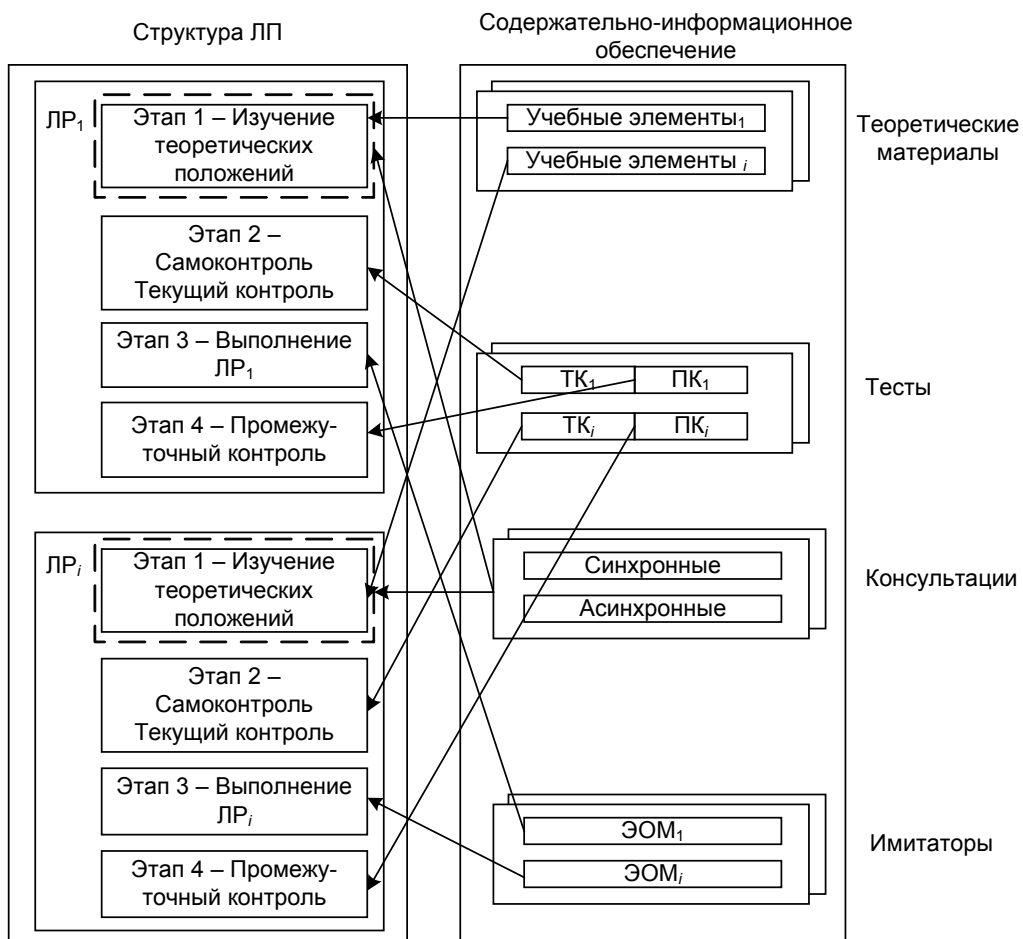 Структура ЛП
Содержательно-информационное
обеспечение
ЛР₁
Этап 1 – Изучение
теоретических
положений
Этап 2 –
Самоконтроль
Текущий контроль
Этап 3 – Выполнение
ЛР₁
Этап 4 – Промежу-
точный контроль
ЛРᵢ
Этап 1 – Изучение
теоретических
положений
Этап 2 –
Самоконтроль
Текущий контроль
Этап 3 – Выполнение
ЛРᵢ
Этап 4 – Промежу-
точный контроль
Учебные элементы₁
Учебные элементы ᵢ
Теоретические
материалы
ТК₁ ПК₁
ТКᵢ ПКᵢ
Тесты
Синхронные
Асинхронные
Консультации
ЭОМ₁
ЭОМᵢ
Имитаторы